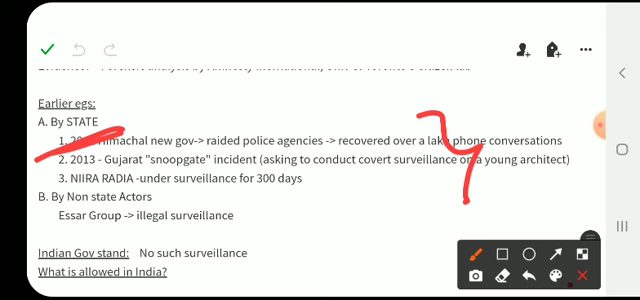 Earlier egs:
A. By STATE
1. Himachal new gov-> raided police agencies -> recovered over a lakh phone conversations
2. 2013 - Gujarat "snoopgate" incident (asking to conduct covert surveillance on a young architect)
3. NIIRA RADIA -under surveillance for 300 days
B. By Non state Actors
Essar Group -> illegal surveillance
Indian Gov stand: No such surveillance
What is allowed in India?